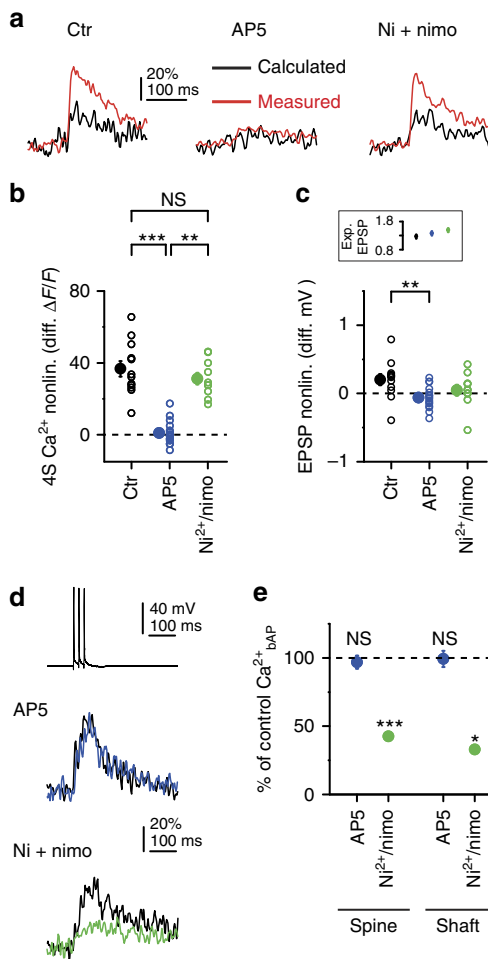 a
Ctr
AP5
Ni + nimo
20%
100 ms
Calculated
Measured
b
NS
***
**
4S Ca²⁺ nonlin. (diff. ΔF/F)
80
40
0
Ctr
AP5
Ni²⁺/nimo
c
Exp.
EPSP
1.8
0.8
**
EPSP nonlin. (diff. mV)
1
0
−1
Ctr
AP5
Ni²⁺/nimo
d
40 mV
100 ms
AP5
20%
100 ms
Ni + nimo
e
% of control Ca²⁺bAP
100
50
0
NS
***
NS
*
AP5
Ni²⁺/nimo
AP5
Ni²⁺/nimo
Spine
Shaft